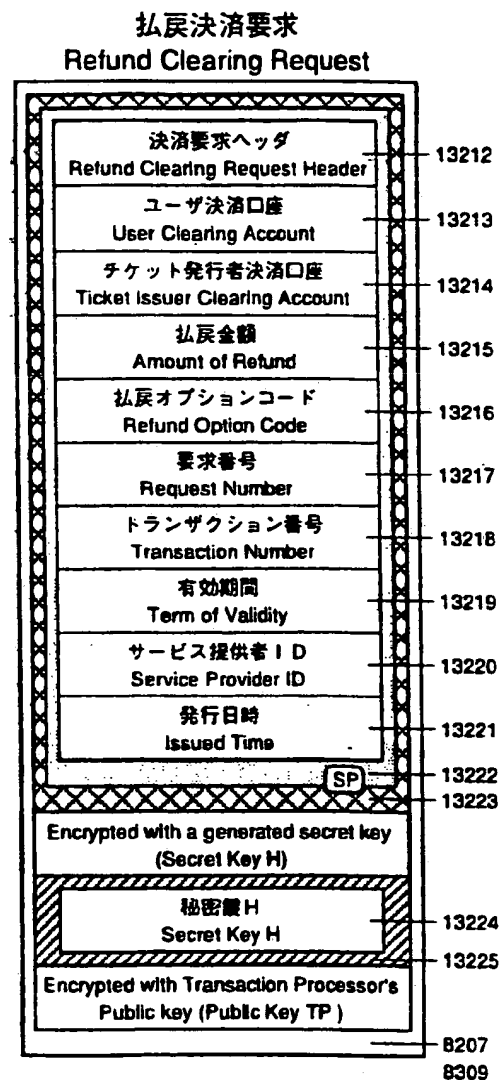 払戻決済要求
Refund Clearing Request
決済要求ヘッダ
Refund Clearing Request Header
13212
ユーザ決済口座
User Clearing Account
13213
チケット発行者決済口座
Ticket Issuer Clearing Account
13214
払戻金額
Amount of Refund
13215
払戻オプションコード
Refund Option Code
13216
要求番号
Request Number
13217
トランザクション番号
Transaction Number
13218
有効期間
Term of Validity
13219
サービス提供者ID
Service Provider ID
13220
発行日時
Issued Time
13221
SP
13222
13223
Encrypted with a generated secret key
(Secret Key H)
秘密鍵H
Secret Key H
13224
13225
Encrypted with Transaction Processor's
Public key (Public Key TP )
8207
8309